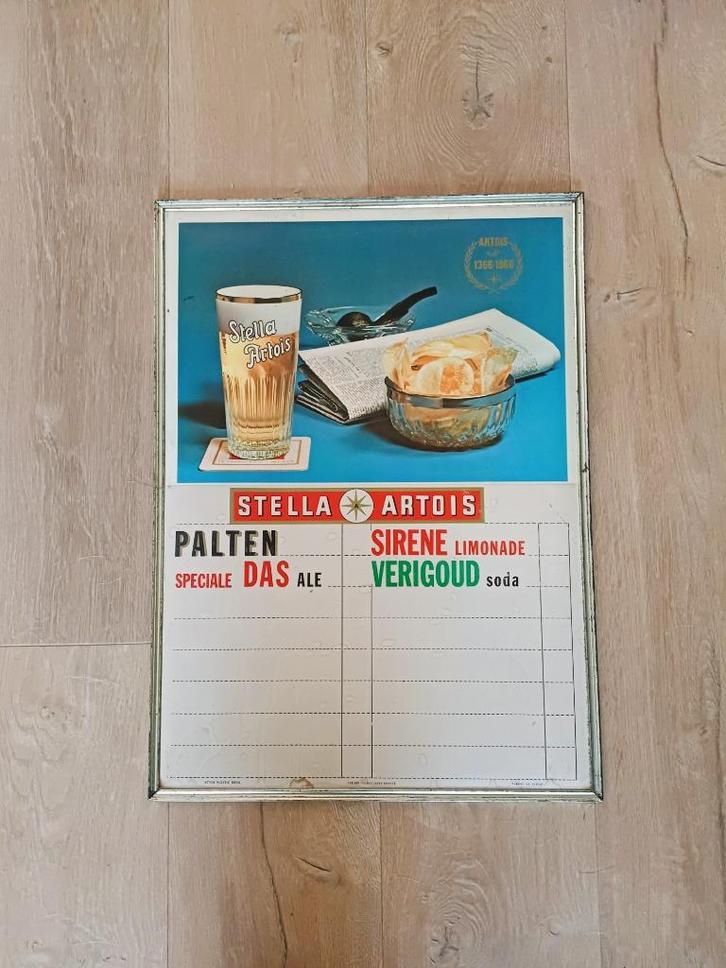 ARTOIS
1366-1966
Stella
Artois
STELLA ARTOIS
PALTEN
SPECIALE DAS ALE
SIRENE LIMONADE
VERIGOUD soda